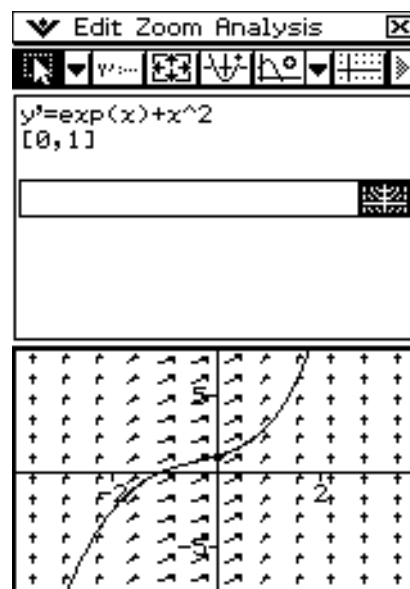 Edit Zoom Analysis
y':...
y'=exp(x)+x^2
[0,1]
5
-2 2
-5